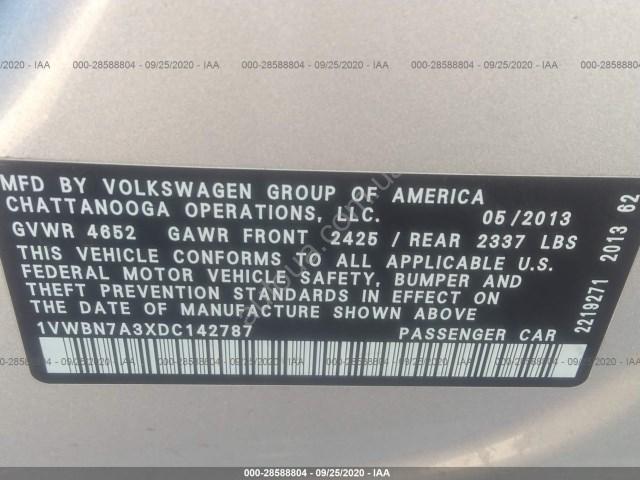 000-28588804 - 09/25/2020 - IAA
MFD BY VOLKSWAGEN GROUP OF AMERICA
CHATTANOOGA OPERATIONS, LLC. 05/2013
GVWR 4652 GAWR FRONT 2425 / REAR 2337 LBS
THIS VEHICLE CONFORMS TO ALL APPLICABLE U.S.
FEDERAL MOTOR VEHICLE SAFETY, BUMPER AND
THEFT PREVENTION STANDARDS IN EFFECT ON
THE DATE OF MANUFACTURE SHOWN ABOVE
1VWBN7A3XDC142787 PASSENGER CAR
2219271 2013 62
000-28588804 - 09/25/2020 - IAA